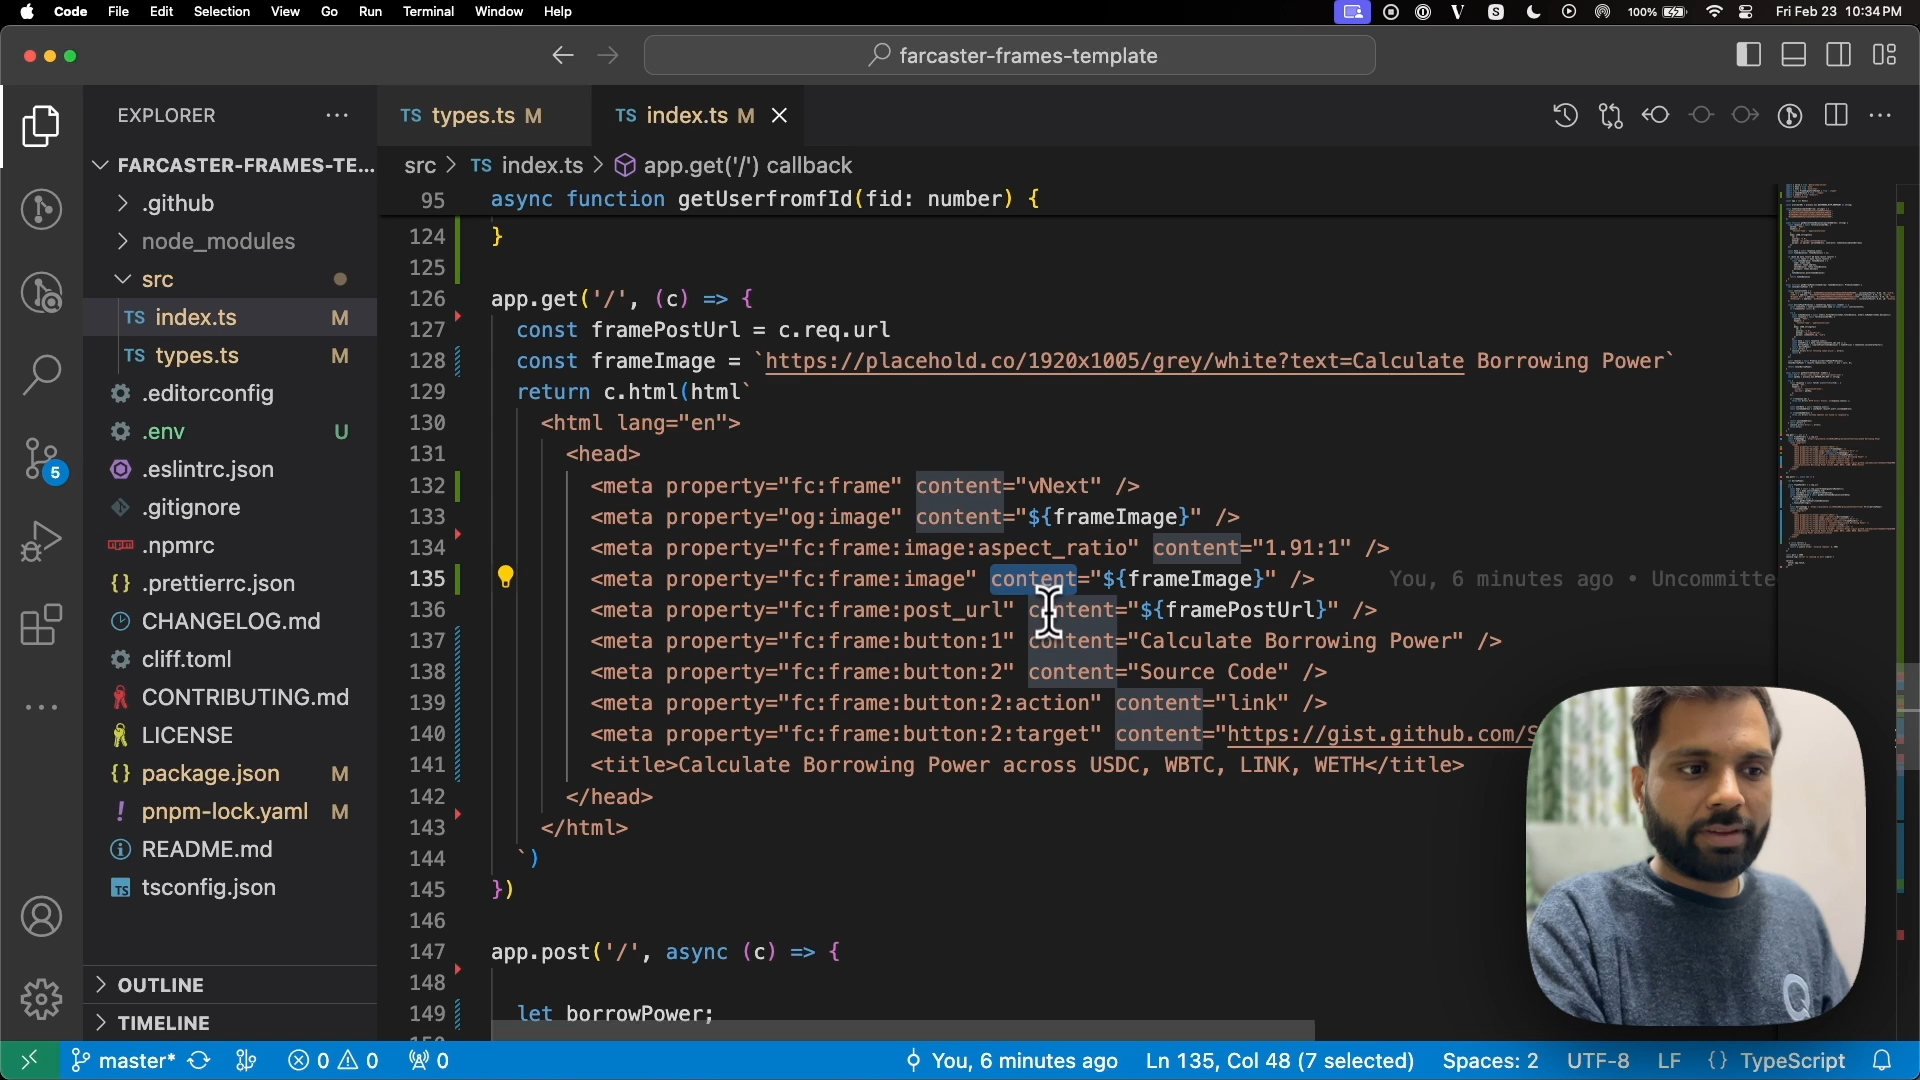 Code File Edit Selection View Go Run Terminal Window Help
100% Fri Feb 23 10:34 PM
farcaster-frames-template
EXPLORER
FARCASTER-FRAMES-TE...
.github
node_modules
src
TS index.ts M
TS types.ts M
.editorconfig
.env U
.eslintrc.json
.gitignore
npm .npmrc
{} .prettierrc.json
CHANGELOG.md
cliff.toml
CONTRIBUTING.md
LICENSE
{} package.json M
! pnpm-lock.yaml M
README.md
TS tsconfig.json
OUTLINE
TIMELINE
5
TS types.ts M
TS index.ts M
src > TS index.ts > app.get('/') callback
95 async function getUserfromfId(fid: number) {
124 }
125
126 app.get('/', (c) => {
127 const framePostUrl = c.req.url
128 const frameImage = `https://placehold.co/1920x1005/grey/white?text=Calculate Borrowing Power`
129 return c.html(html`
130 <html lang="en">
131 <head>
132 <meta property="fc:frame" content="vNext" />
133 <meta property="og:image" content="${frameImage}" />
134 <meta property="fc:frame:image:aspect_ratio" content="1.91:1" />
135 <meta property="fc:frame:image" content="${frameImage}" /> You, 6 minutes ago • Uncommitte
136 <meta property="fc:frame:post_url" content="${framePostUrl}" />
137 <meta property="fc:frame:button:1" content="Calculate Borrowing Power" />
138 <meta property="fc:frame:button:2" content="Source Code" />
139 <meta property="fc:frame:button:2:action" content="link" />
140 <meta property="fc:frame:button:2:target" content="https://gist.github.com/S
141 <title>Calculate Borrowing Power across USDC, WBTC, LINK, WETH</title>
142 </head>
143 </html>
144 `)
145 })
146
147 app.post('/', async (c) => {
148
149 let borrowPower;
master* 0 0 0 You, 6 minutes ago Ln 135, Col 48 (7 selected) Spaces: 2 UTF-8 LF {} TypeScript